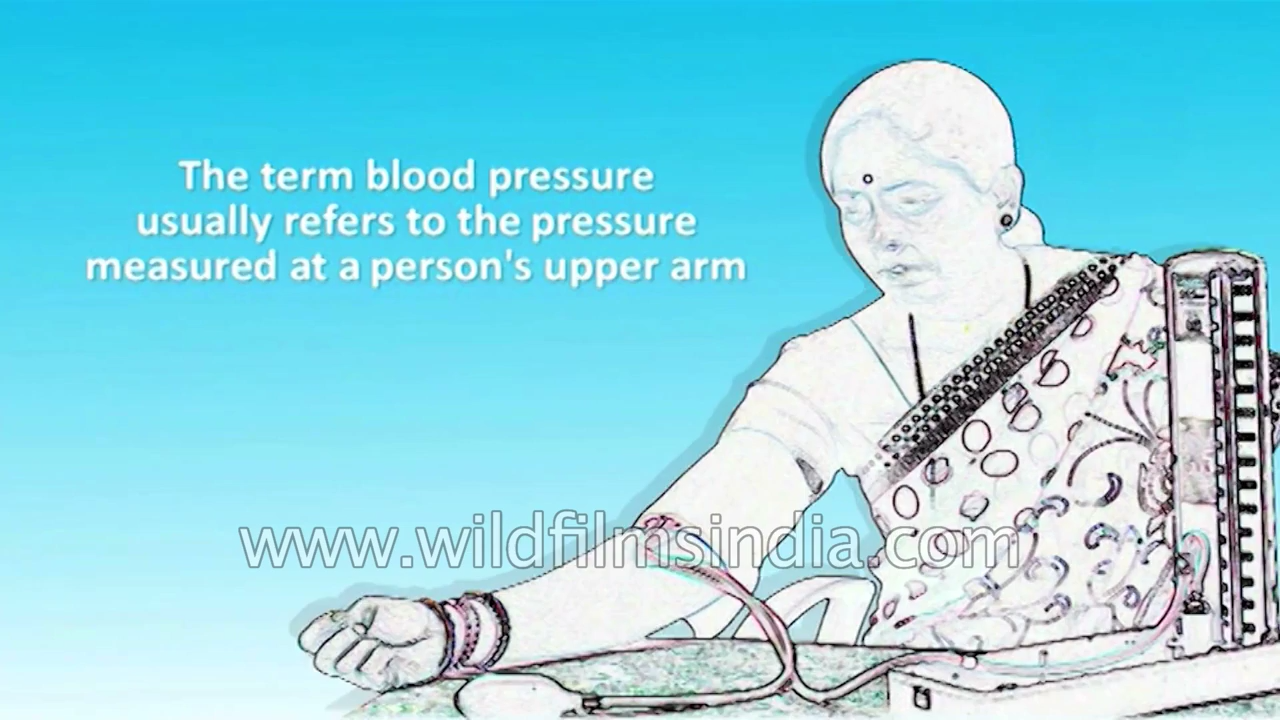 The term blood pressure
usually refers to the pressure
measured at a person's upper arm
www.wildfilmsindia.com